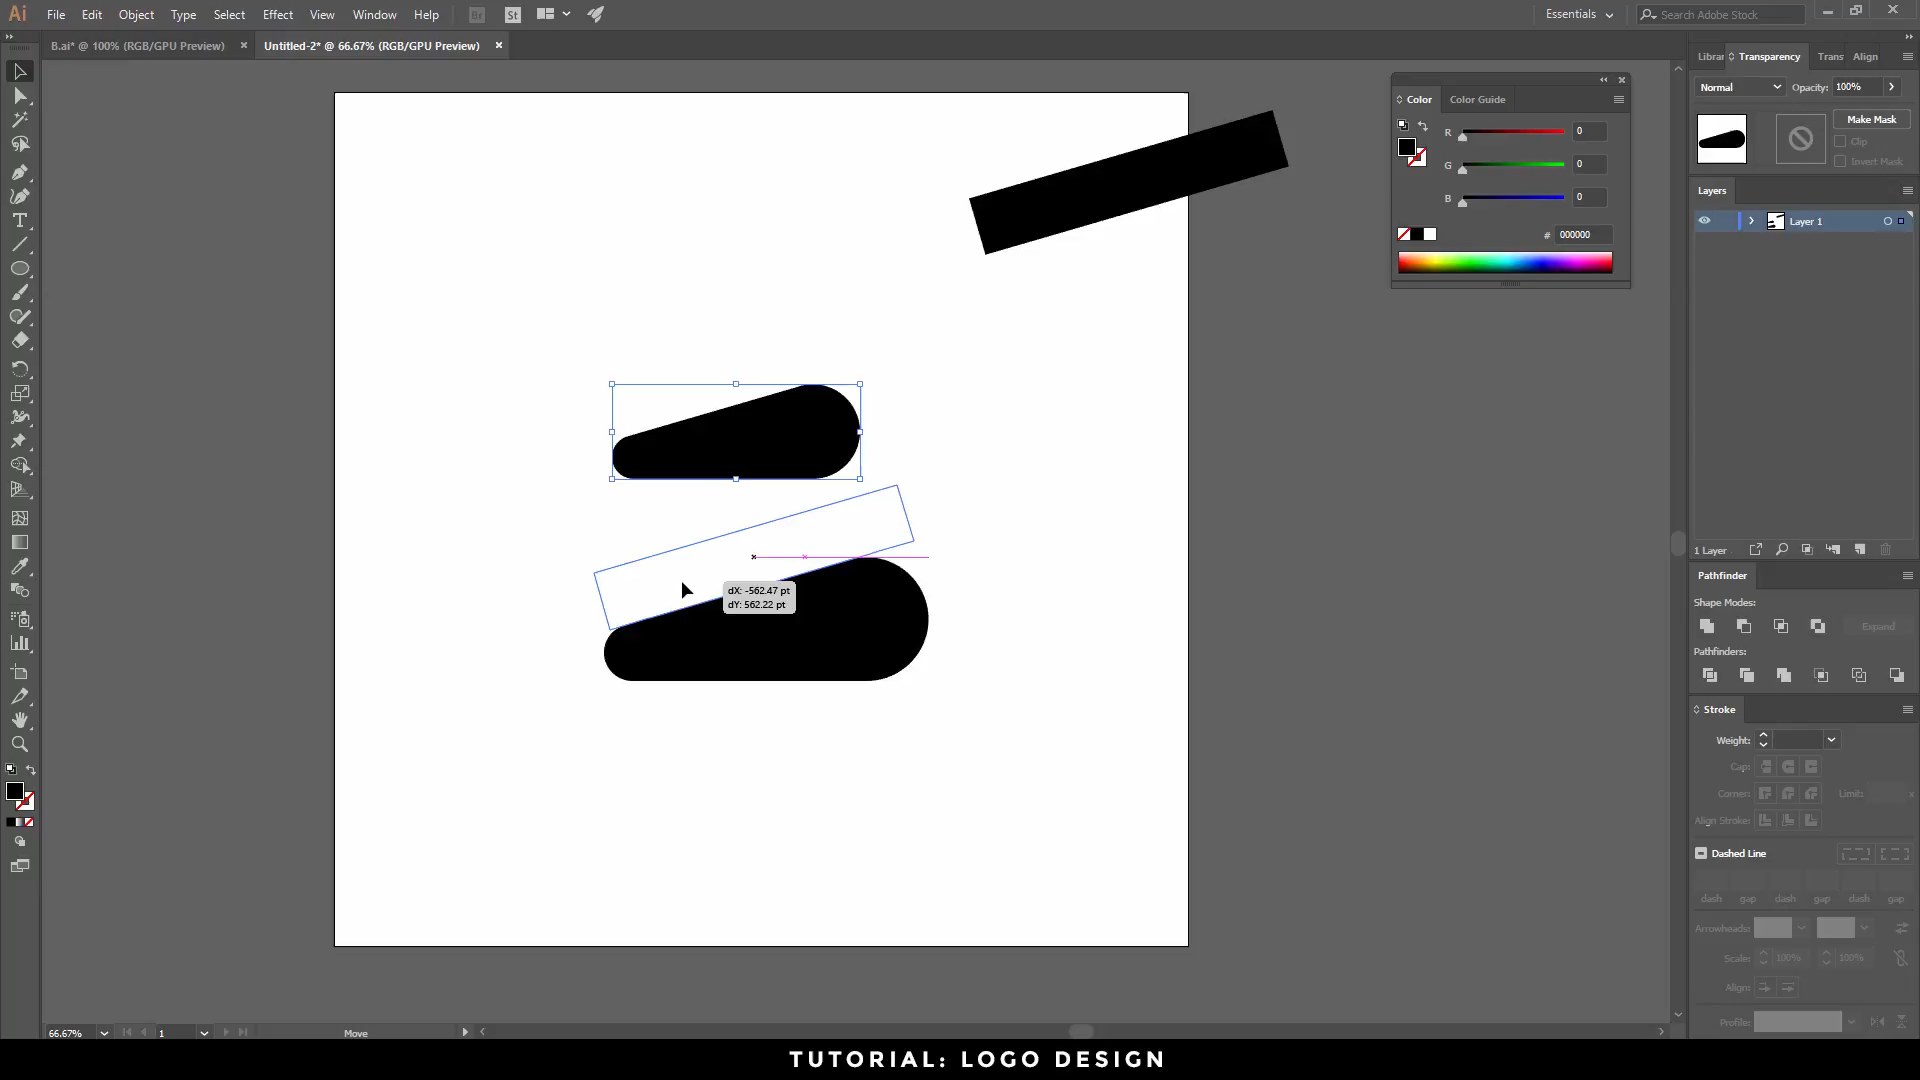 Ai File Edit Object Type Select Effect View Window Help Br St Essentials Search Adobe Stock
B.ai* @ 100% (RGB/GPU Preview) Untitled-2* @ 66.67% (RGB/GPU Preview)
Librar Transparency Trans Align
Normal Opacity: 100%
Make Mask
Clip
Invert Mask
Color Color Guide
R 0
G 0
B 0
# 000000
Layers
Layer 1
1 Layer
Pathfinder
Shape Modes:
Expand
Pathfinders:
Stroke
Weight:
Cap:
Corner: Limit: x
Align Stroke:
Dashed Line
dash gap dash gap dash gap
Arrowheads:
Scale: 100% 100%
Align:
Profile:
dX: -562.47 pt
dY: 562.22 pt
66.67% 1 Move
TUTORIAL: LOGO DESIGN